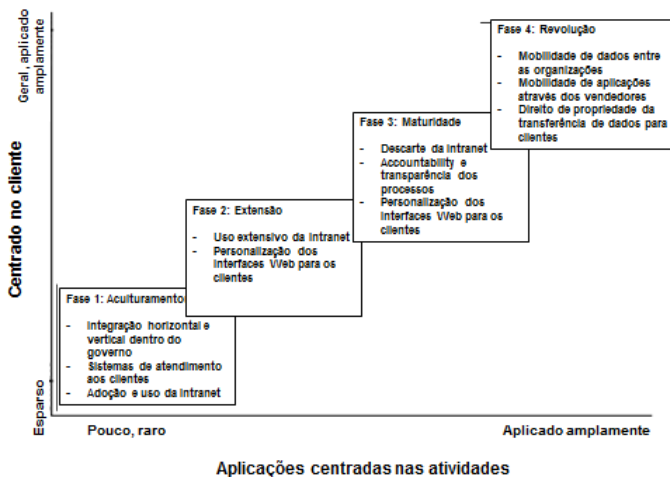 Fase 4: Revolução
- Mobilidade de dados entre
as organizações
- Mobilidade de aplicações
através dos vendedores
- Direito de propriedade da
transferência de dados para
clientes
Fase 3: Maturidade
- Descarte da intranet
- Accountability e
transparência dos
processos
- Personalização dos
interfaces Web para os
clientes
Fase 2: Extensão
- Uso extensivo da intranet
- Personalização dos
interfaces Web para os
clientes
Fase 1: Aculturamento
- Integração horizontal e
vertical dentro do
governo
- Sistemas de atendimento
aos clientes
- Adoção e uso da intranet
Geral, aplicado
amplamente
Centrado no cliente
Esparso
Pouco, raro
Aplicado amplamente
Aplicações centradas nas atividades